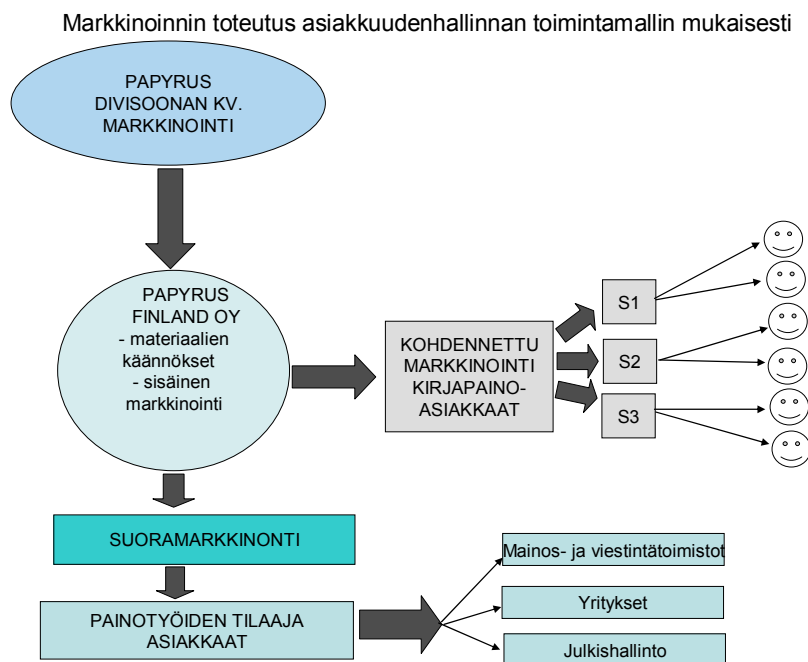 Markkinoinnin toteutus asiakkuudenhallinnan toimintamallin mukaisesti
PAPYRUS
DIVISOONAN KV.
MARKKINOINTI
PAPYRUS
FINLAND OY
- materiaalien
käännökset
- sisäinen
markkinointi
KOHDENNETTU
MARKKINOINTI
KIRJAPAINO-
ASIAKKAAT
S1
S2
S3
SUORAMARKKINONTI
PAINOTYÖIDEN TILAAJA
ASIAKKAAT
Mainos- ja viestintätoimistot
Yritykset
Julkishallinto